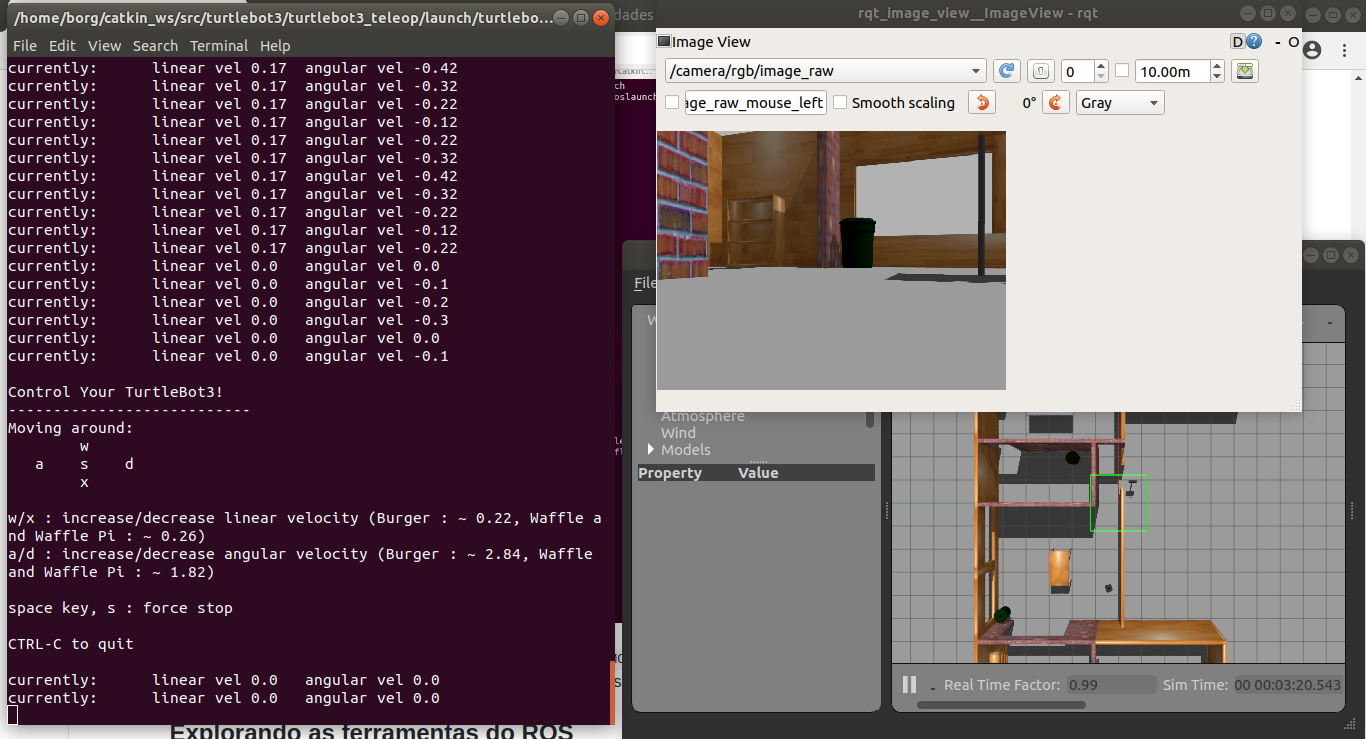 /home/borg/catkin_ws/src/turtlebot3/turtlebot3_teleop/launch/turtlebo...
File Edit View Search Terminal Help
currently: linear vel 0.17 angular vel -0.42
currently: linear vel 0.17 angular vel -0.32
currently: linear vel 0.17 angular vel -0.22
currently: linear vel 0.17 angular vel -0.12
currently: linear vel 0.17 angular vel -0.22
currently: linear vel 0.17 angular vel -0.32
currently: linear vel 0.17 angular vel -0.42
currently: linear vel 0.17 angular vel -0.32
currently: linear vel 0.17 angular vel -0.22
currently: linear vel 0.17 angular vel -0.12
currently: linear vel 0.17 angular vel -0.22
currently: linear vel 0.0 angular vel 0.0
currently: linear vel 0.0 angular vel -0.1
currently: linear vel 0.0 angular vel -0.2
currently: linear vel 0.0 angular vel -0.3
currently: linear vel 0.0 angular vel 0.0
currently: linear vel 0.0 angular vel -0.1
Control Your TurtleBot3!
---------------------------
Moving around:
w
a s d
x
w/x : increase/decrease linear velocity (Burger : ~ 0.22, Waffle a
nd Waffle Pi : ~ 0.26)
a/d : increase/decrease angular velocity (Burger : ~ 2.84, Waffle
and Waffle Pi : ~ 1.82)
space key, s : force stop
CTRL-C to quit
currently: linear vel 0.0 angular vel 0.0
currently: linear vel 0.0 angular vel 0.0
Explorando as ferramentas do ROS
dades
rqt_image_view__ImageView - rqt
Image View
D - O
/camera/rgb/image_raw
0
10.00m
age_raw_mouse_left
Smooth scaling
0°
Gray
File
Atmosphere
Wind
Models
Property Value
Real Time Factor: 0.99 Sim Time: 00 00:03:20.543